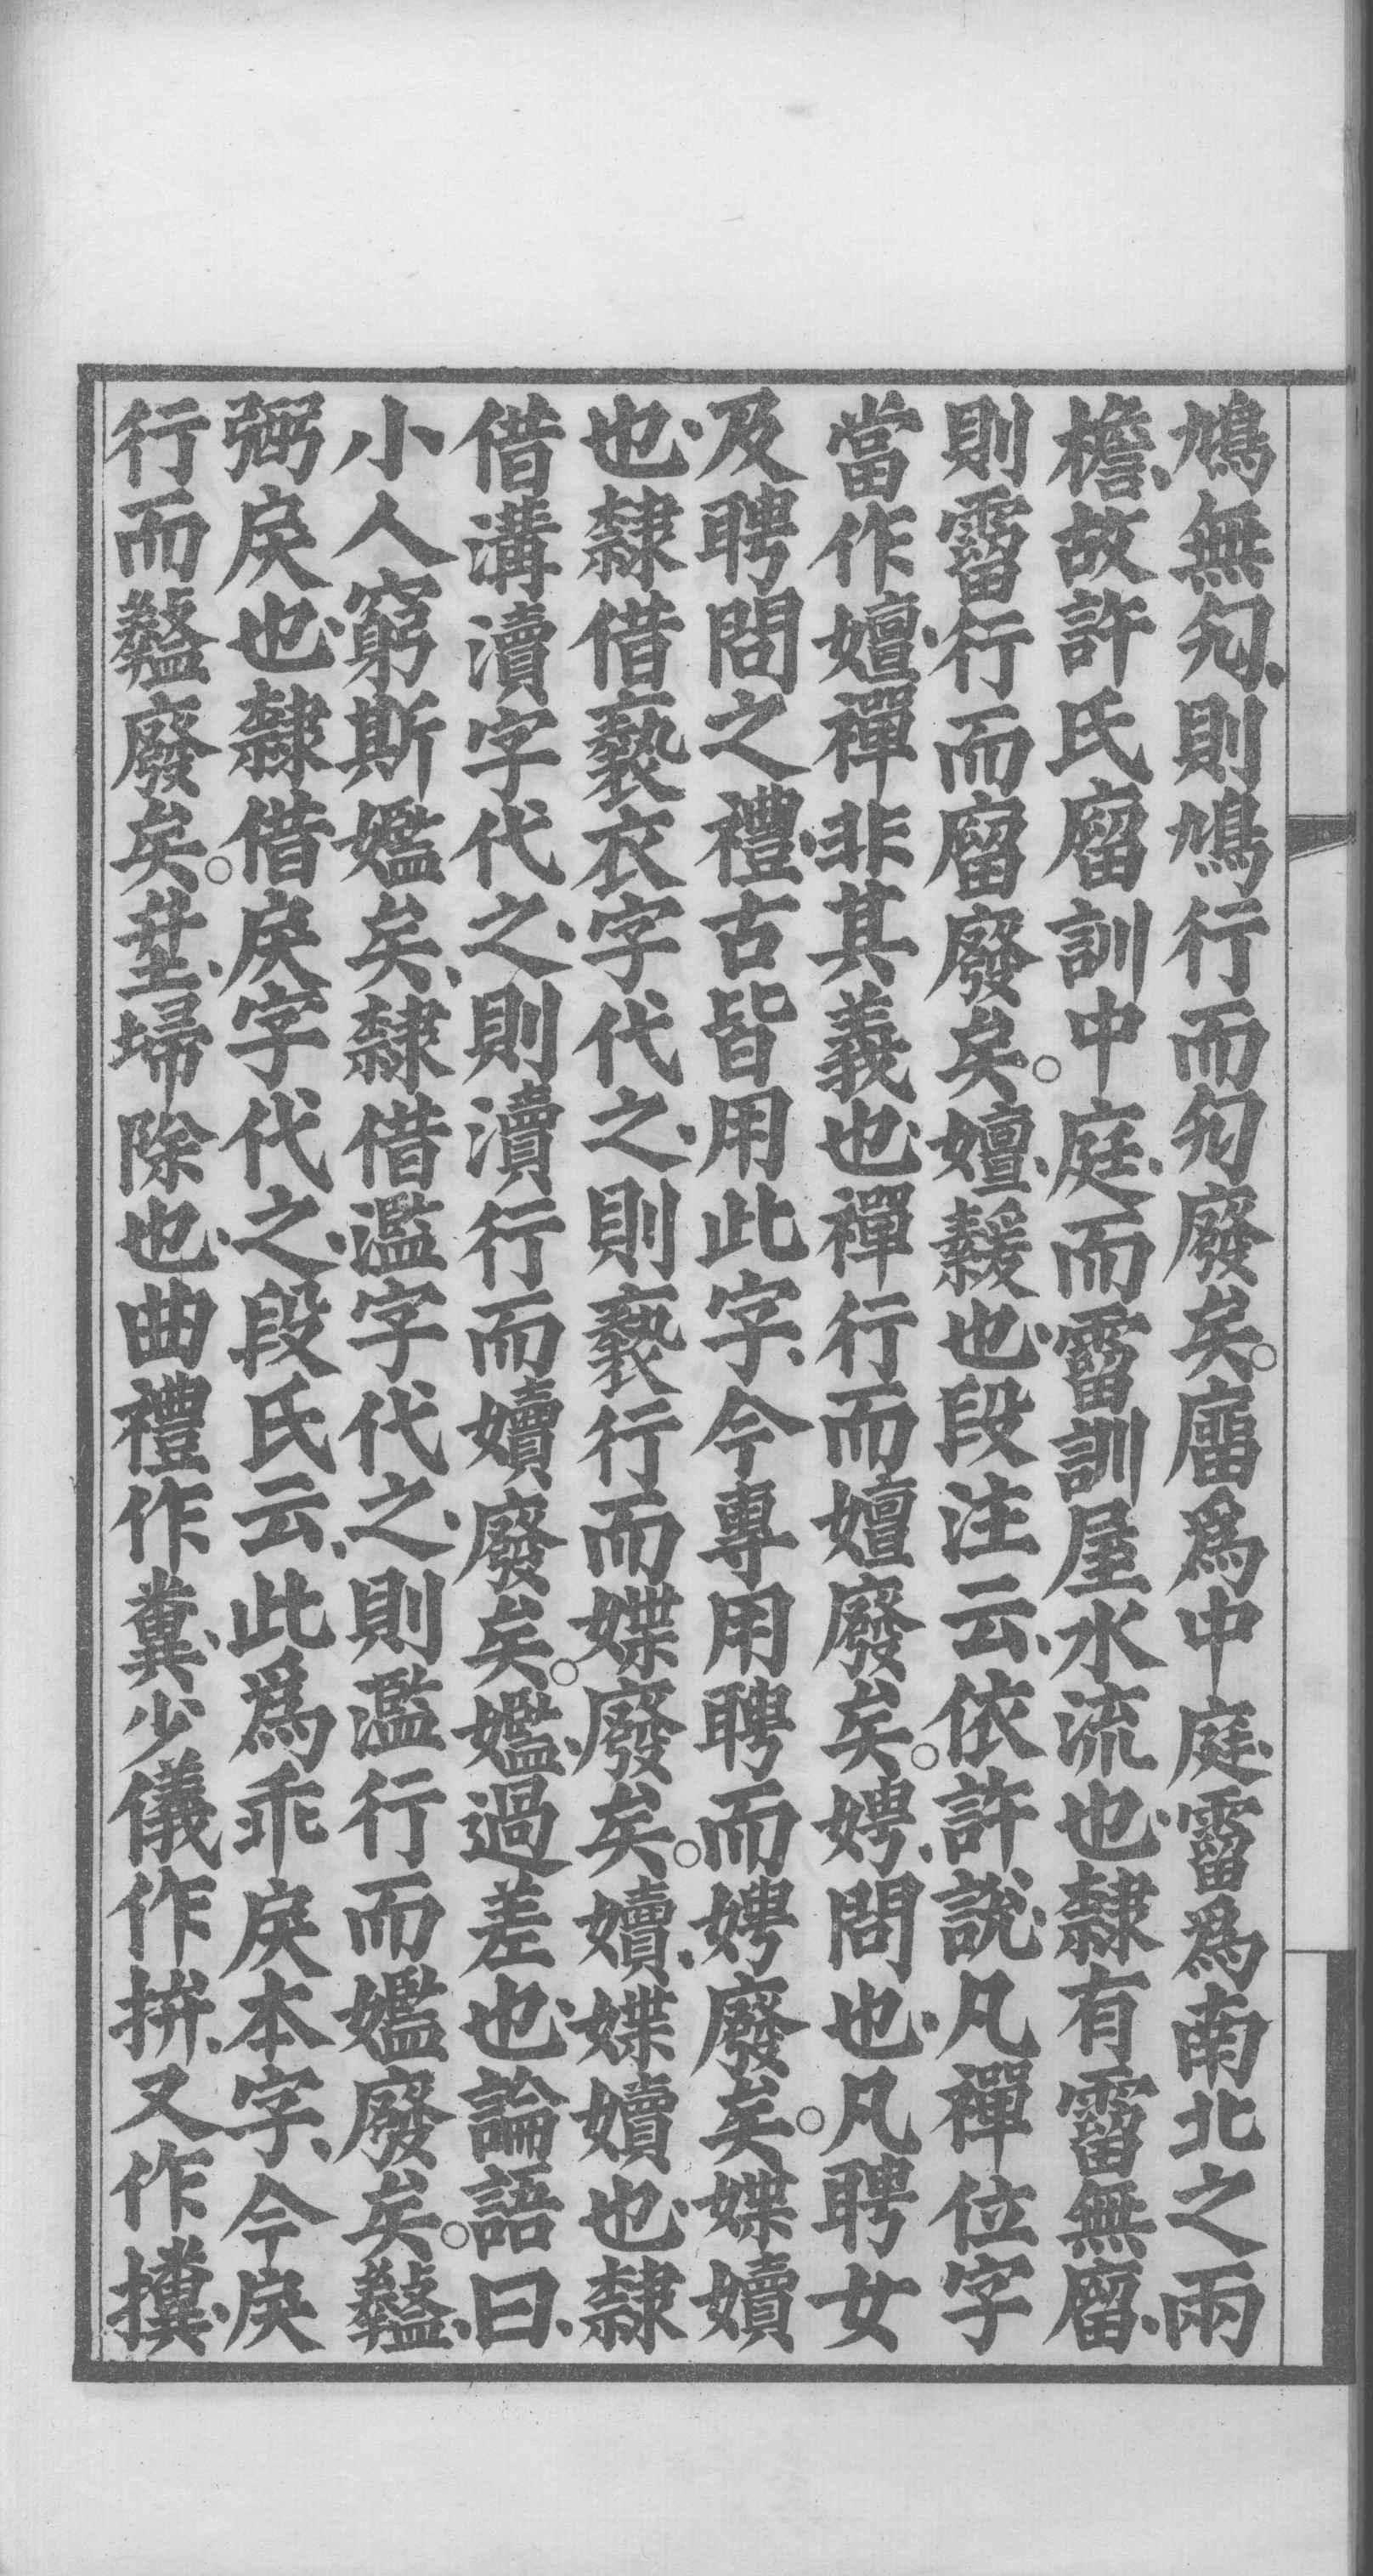 鳩無勼、則鳩行而勼廢矣。廇爲中庭、霤爲南北之兩
檐、故許氏廇訓中庭、而霤訓屋水流也、隸有霤無廇、
則霤行而廇廢矣。嬗、緩也、段注云、依許說、凡禪位字
當作嬗、禪非其義也、禪行而嬗廢矣。娉、問也、凡聘女
及聘問之禮、古皆用此字、今專用聘而娉廢矣。媟嬻
也、隸借褻衣字代之、則褻行而媟廢矣。嬻、媟嬻也、隸
借溝瀆字代之、則瀆行而嬻廢矣。㜮、過差也、論語曰、
小人窮斯㜮矣、隸借濫字代之、則濫行而㜮廢矣。盭、
弼戾也、隸借戾字代之、段氏云、此爲乖戾本字、今戾
行而盭廢矣。𡊅、埽除也、曲禮作糞、少儀作拚、又作㩔、